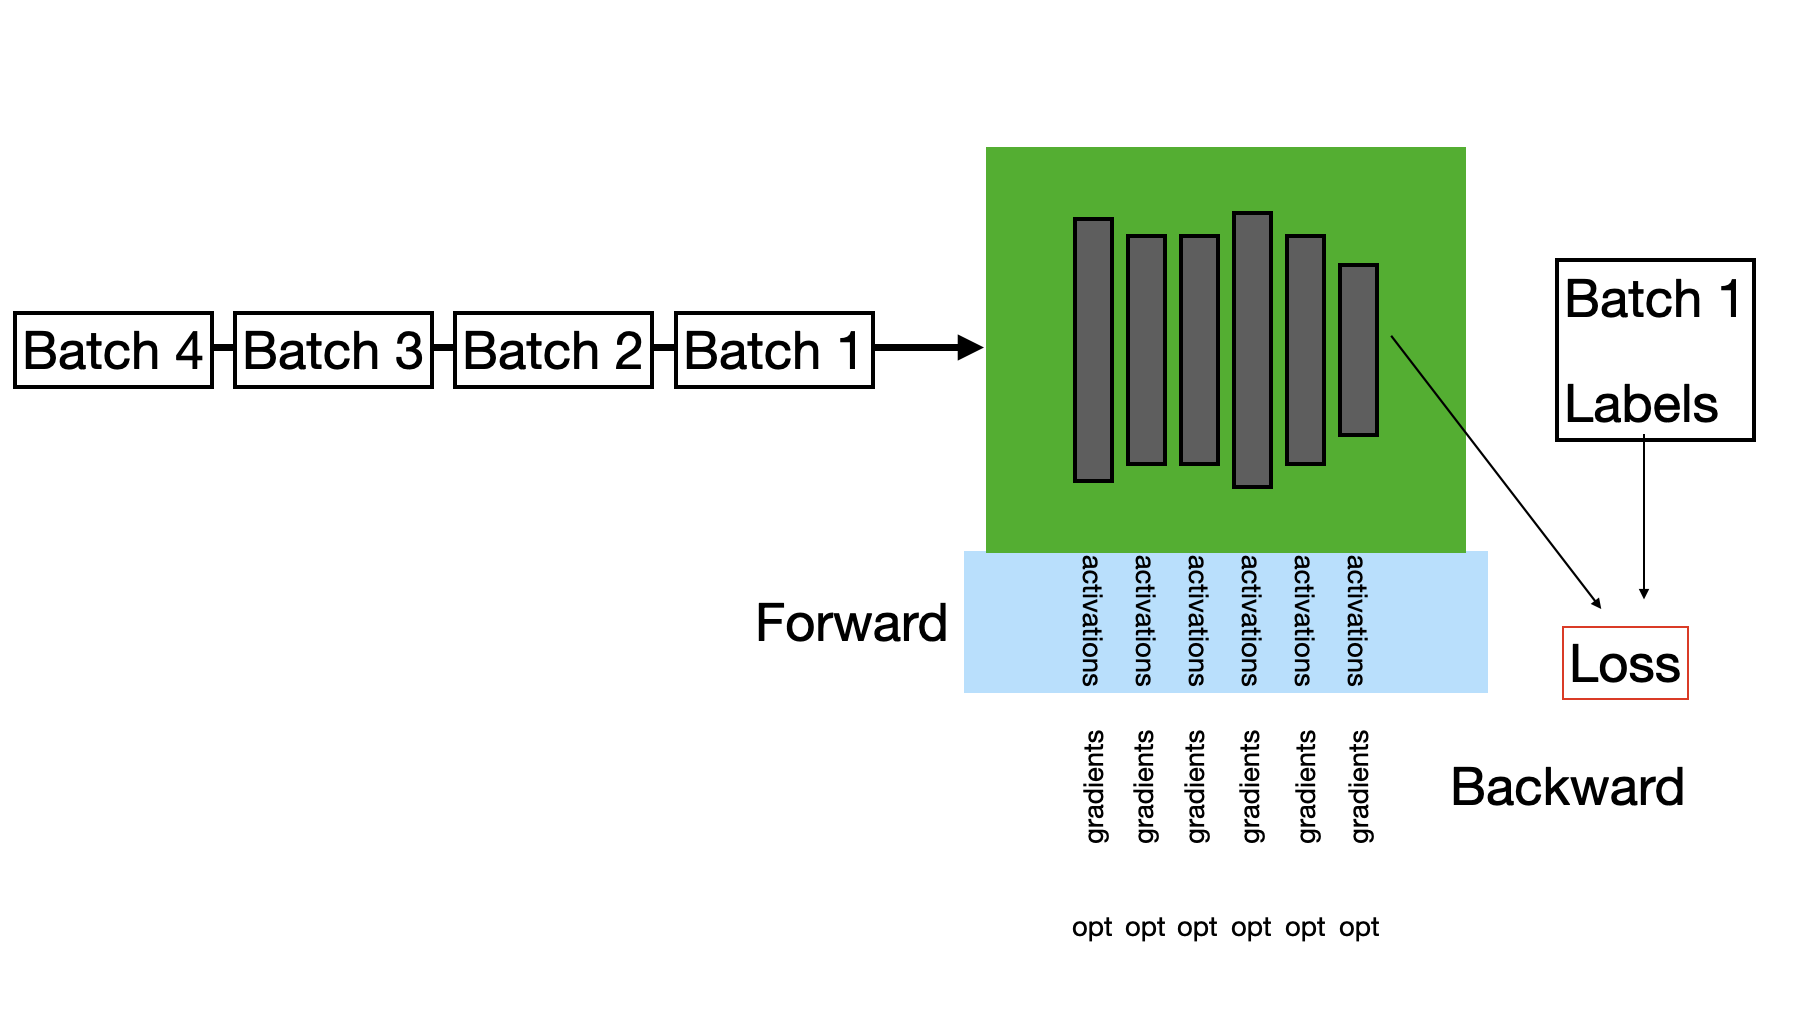 Batch 4
Batch 3
Batch 2
Batch 1
Batch 1
Labels
Forward
activations
activations
activations
activations
activations
activations
Loss
gradients
gradients
gradients
gradients
gradients
gradients
Backward
opt
opt
opt
opt
opt
opt